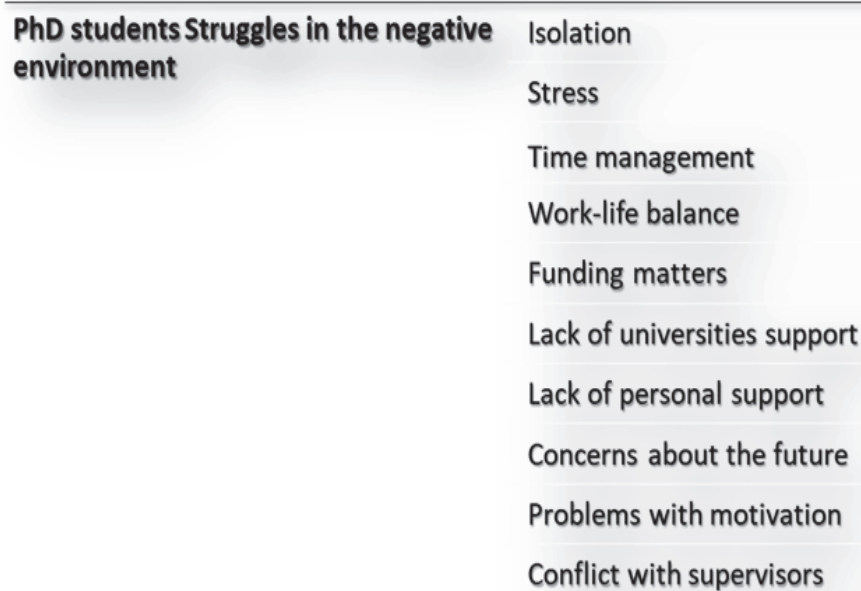 PhD students Struggles in the negative
environment
Isolation
Stress
Time management
Work-life balance
Funding matters
Lack of universities support
Lack of personal support
Concerns about the future
Problems with motivation
Conflict with supervisors